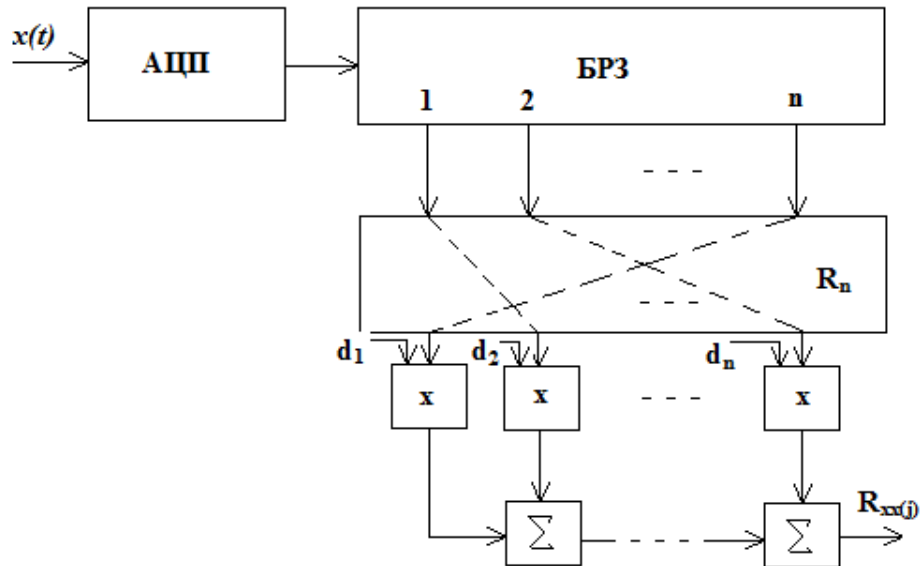 x(t)
АЦП
БРЗ
1 2 n
- - - -
Rn
- - - -
d1 d2 dn
x x - - - - x
Rxx(j)
Σ Σ